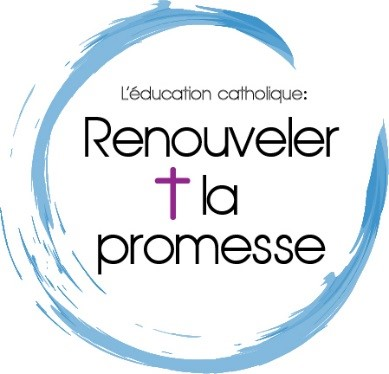 L'éducation catholique:
Renouveler
la
promesse